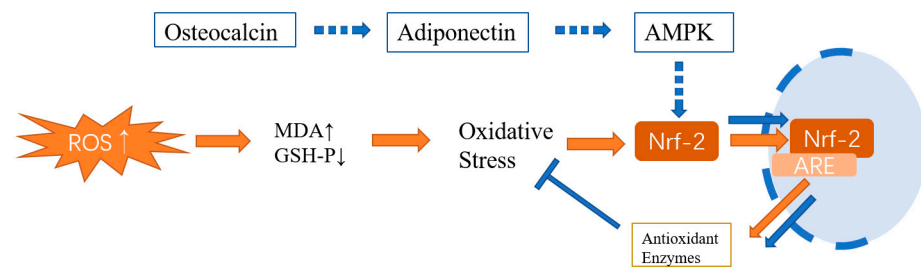 Osteocalcin
Adiponectin
AMPK
ROS ↑
MDA↑
GSH-P↓
Oxidative
Stress
Nrf-2
Nrf-2
ARE
Antioxidant
Enzymes